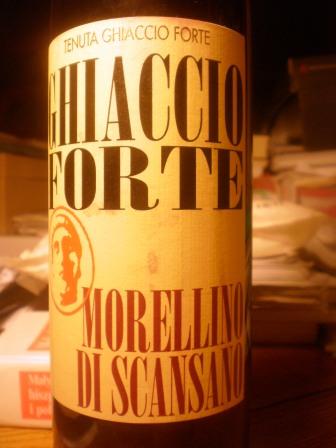 TENUTA GHIACCIO FORTE
GHIACCIO
FORTE
MORELLINO
DI SCANSANO